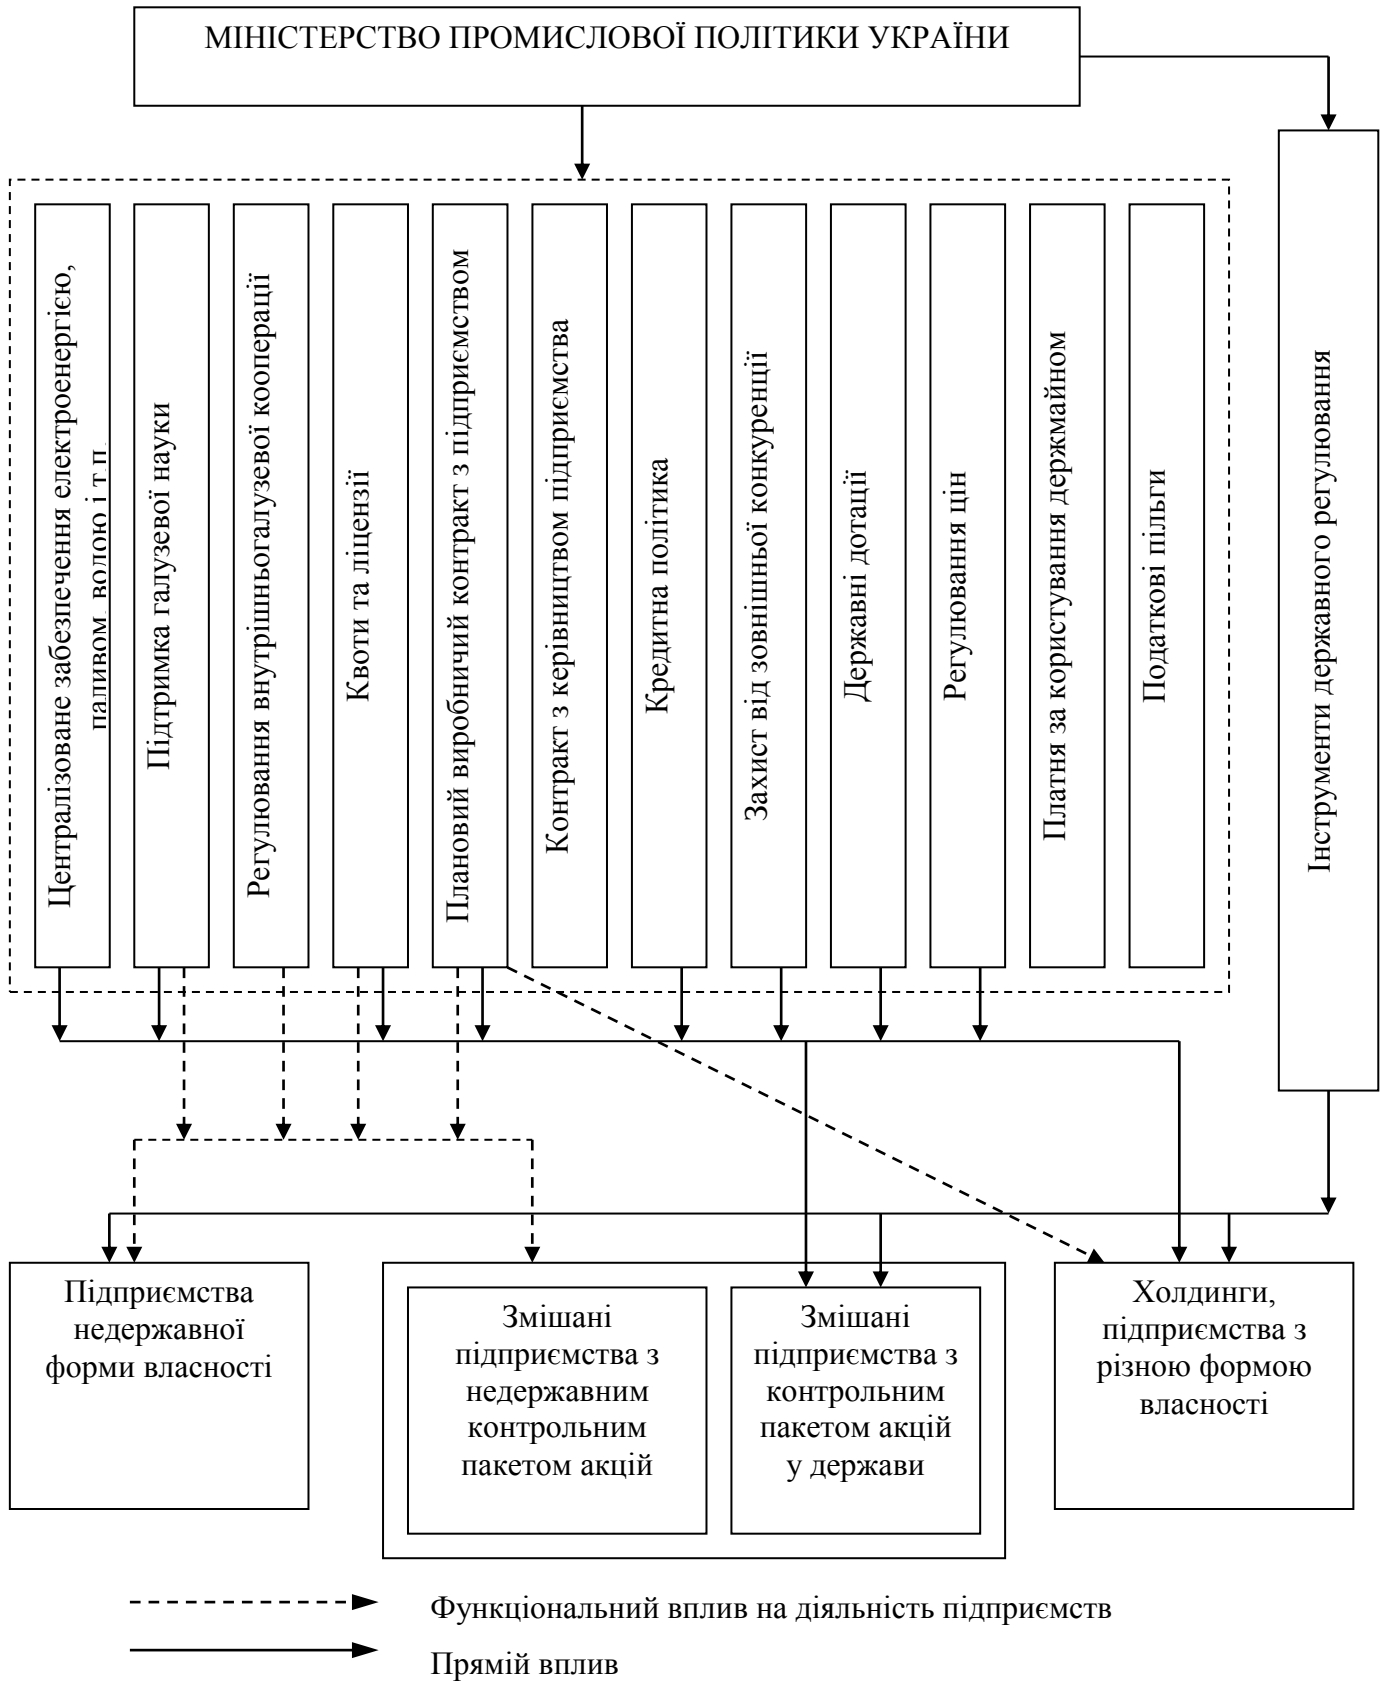 МІНІСТЕРСТВО ПРОМИСЛОВОЇ ПОЛІТИКИ УКРАЇНИ
Централізоване забезпечення електроенергією,
паливом водою і т.п.
Підтримка галузевої науки
Регулювання внутрішньогалузевої кооперації
Квоти та ліцензії
Плановий виробничий контракт з підприємством
Контракт з керівництвом підприємства
Кредитна політика
Захист від зовнішньої конкуренції
Державні дотації
Регулювання цін
Платня за користування держмайном
Податкові пільги
Інструменти державного регулювання
Підприємства
недержавної
форми власності
Змішані
підприємства з
недержавним
контрольним
пакетом акцій
Змішані
підприємства з
контрольним
пакетом акцій
у держави
Холдинги,
підприємства з
різною формою
власності
Функціональний вплив на діяльність підприємств
Прямій вплив